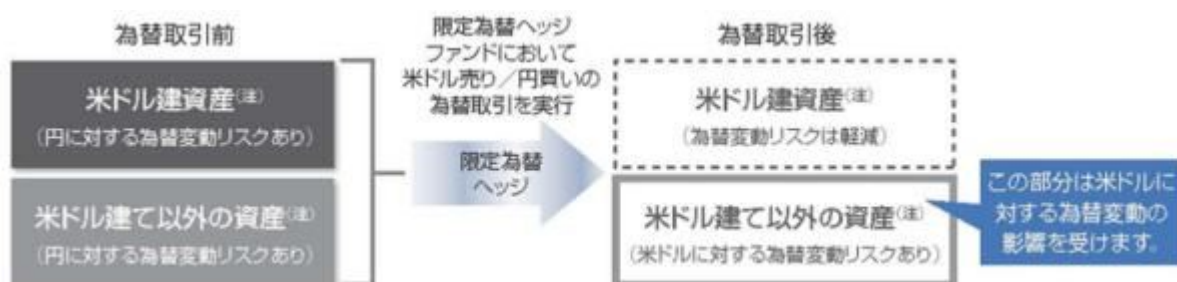 為替取引前
米ドル建資産(注)
(円に対する為替変動リスクあり)
米ドル建て以外の資産(注)
(円に対する為替変動リスクあり)
限定為替ヘッジ
ファンドにおいて
米ドル売り/円買いの
為替取引を実行
限定為替
ヘッジ
為替取引後
米ドル建資産(注)
(為替変動リスクは軽減)
米ドル建て以外の資産(注)
(米ドルに対する為替変動リスクあり)
この部分は米ドルに
対する為替変動の
影響を受けます。